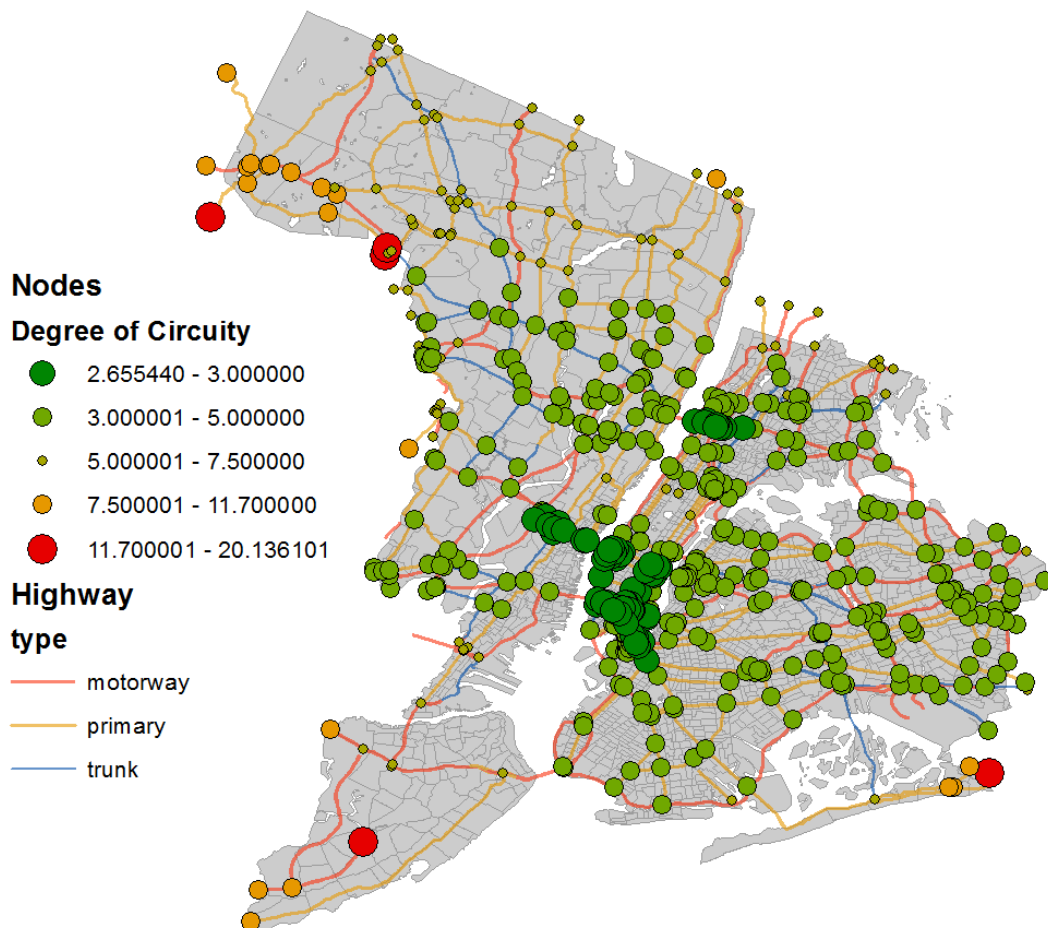 Nodes
Degree of Circuity
2.655440 - 3.000000
3.000001 - 5.000000
5.000001 - 7.500000
7.500001 - 11.700000
11.700001 - 20.136101
Highway
type
motorway
primary
trunk